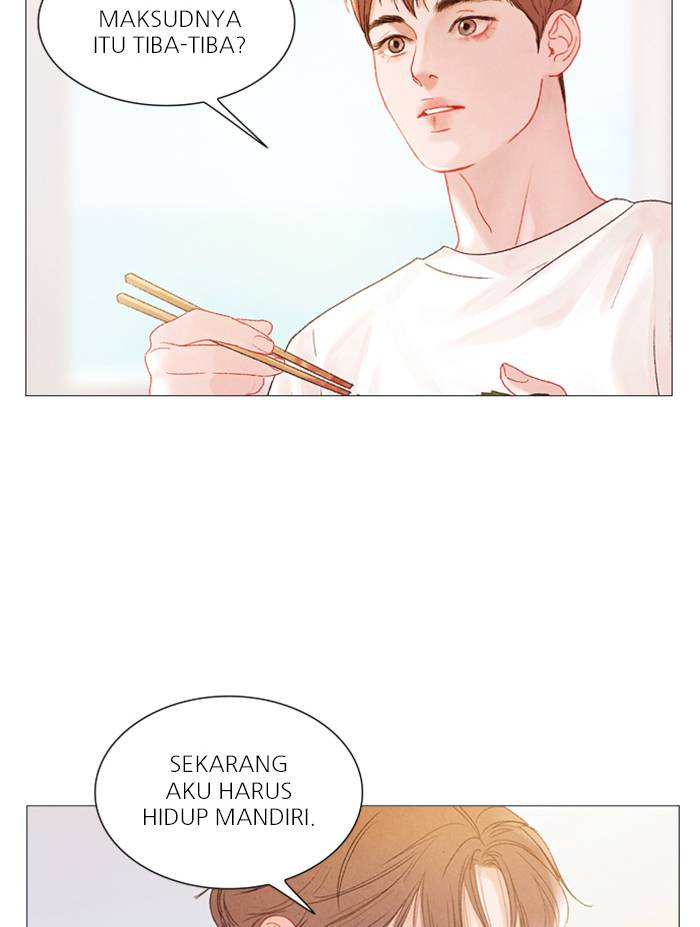 MAKSUDNYA
ITU TIBA-TIBA?
SEKARANG
AKU HARUS
HIDUP MANDIRI.